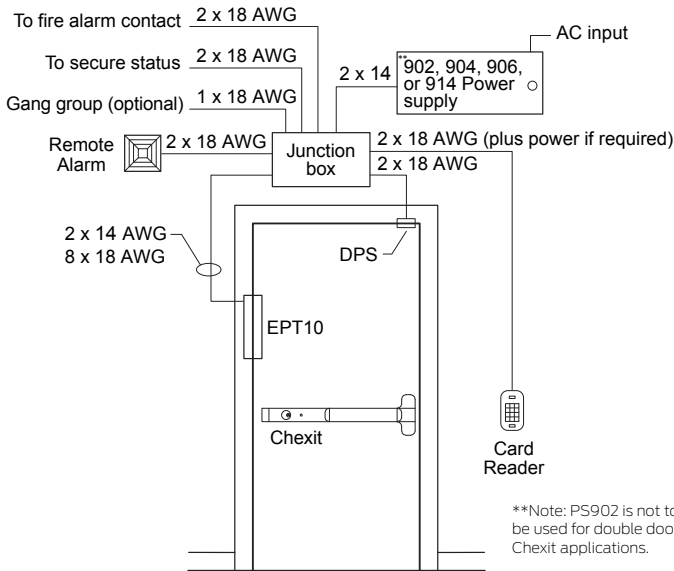 To fire alarm contact
2 x 18 AWG
AC input
To secure status
2 x 18 AWG
**902, 904, 906,
or 914 Power
supply
2 x 14
Gang group (optional)
1 x 18 AWG
Remote
Alarm
2 x 18 AWG
Junction
box
2 x 18 AWG (plus power if required)
2 x 18 AWG
2 x 14 AWG
8 x 18 AWG
DPS
EPT10
Chexit
Card
Reader
**Note: PS902 is not to
be used for double door
Chexit applications.